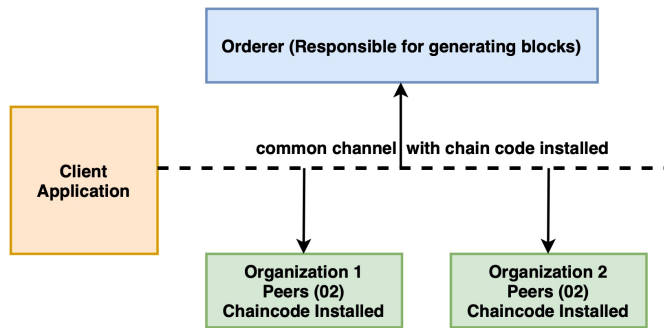 Orderer (Responsible for generating blocks)
common channel with chain code installed
Client
Application
Organization 1
Peers (02)
Chaincode Installed
Organization 2
Peers (02)
Chaincode Installed